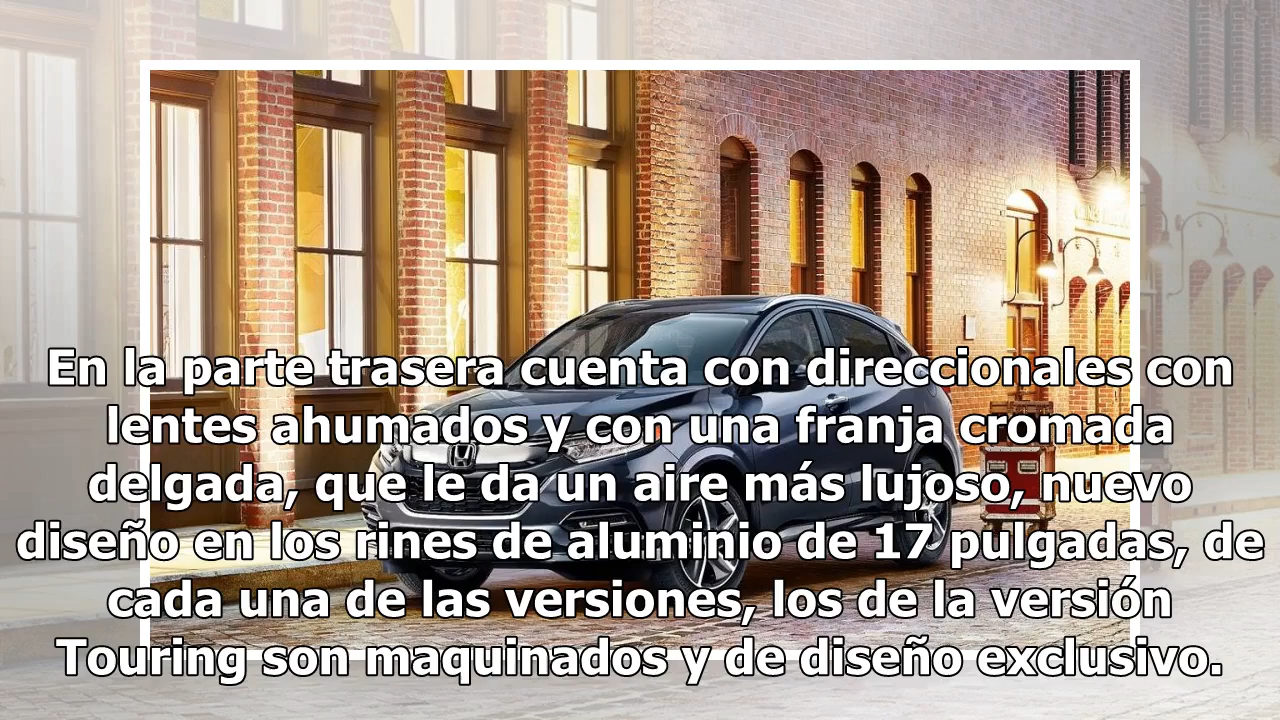 En la parte trasera cuenta con direccionales con
lentes ahumados y con una franja cromada
delgada, que le da un aire más lujoso, nuevo
diseño en los rines de aluminio de 17 pulgadas, de
cada una de las versiones, los de la versión
Touring son maquinados y de diseño exclusivo.